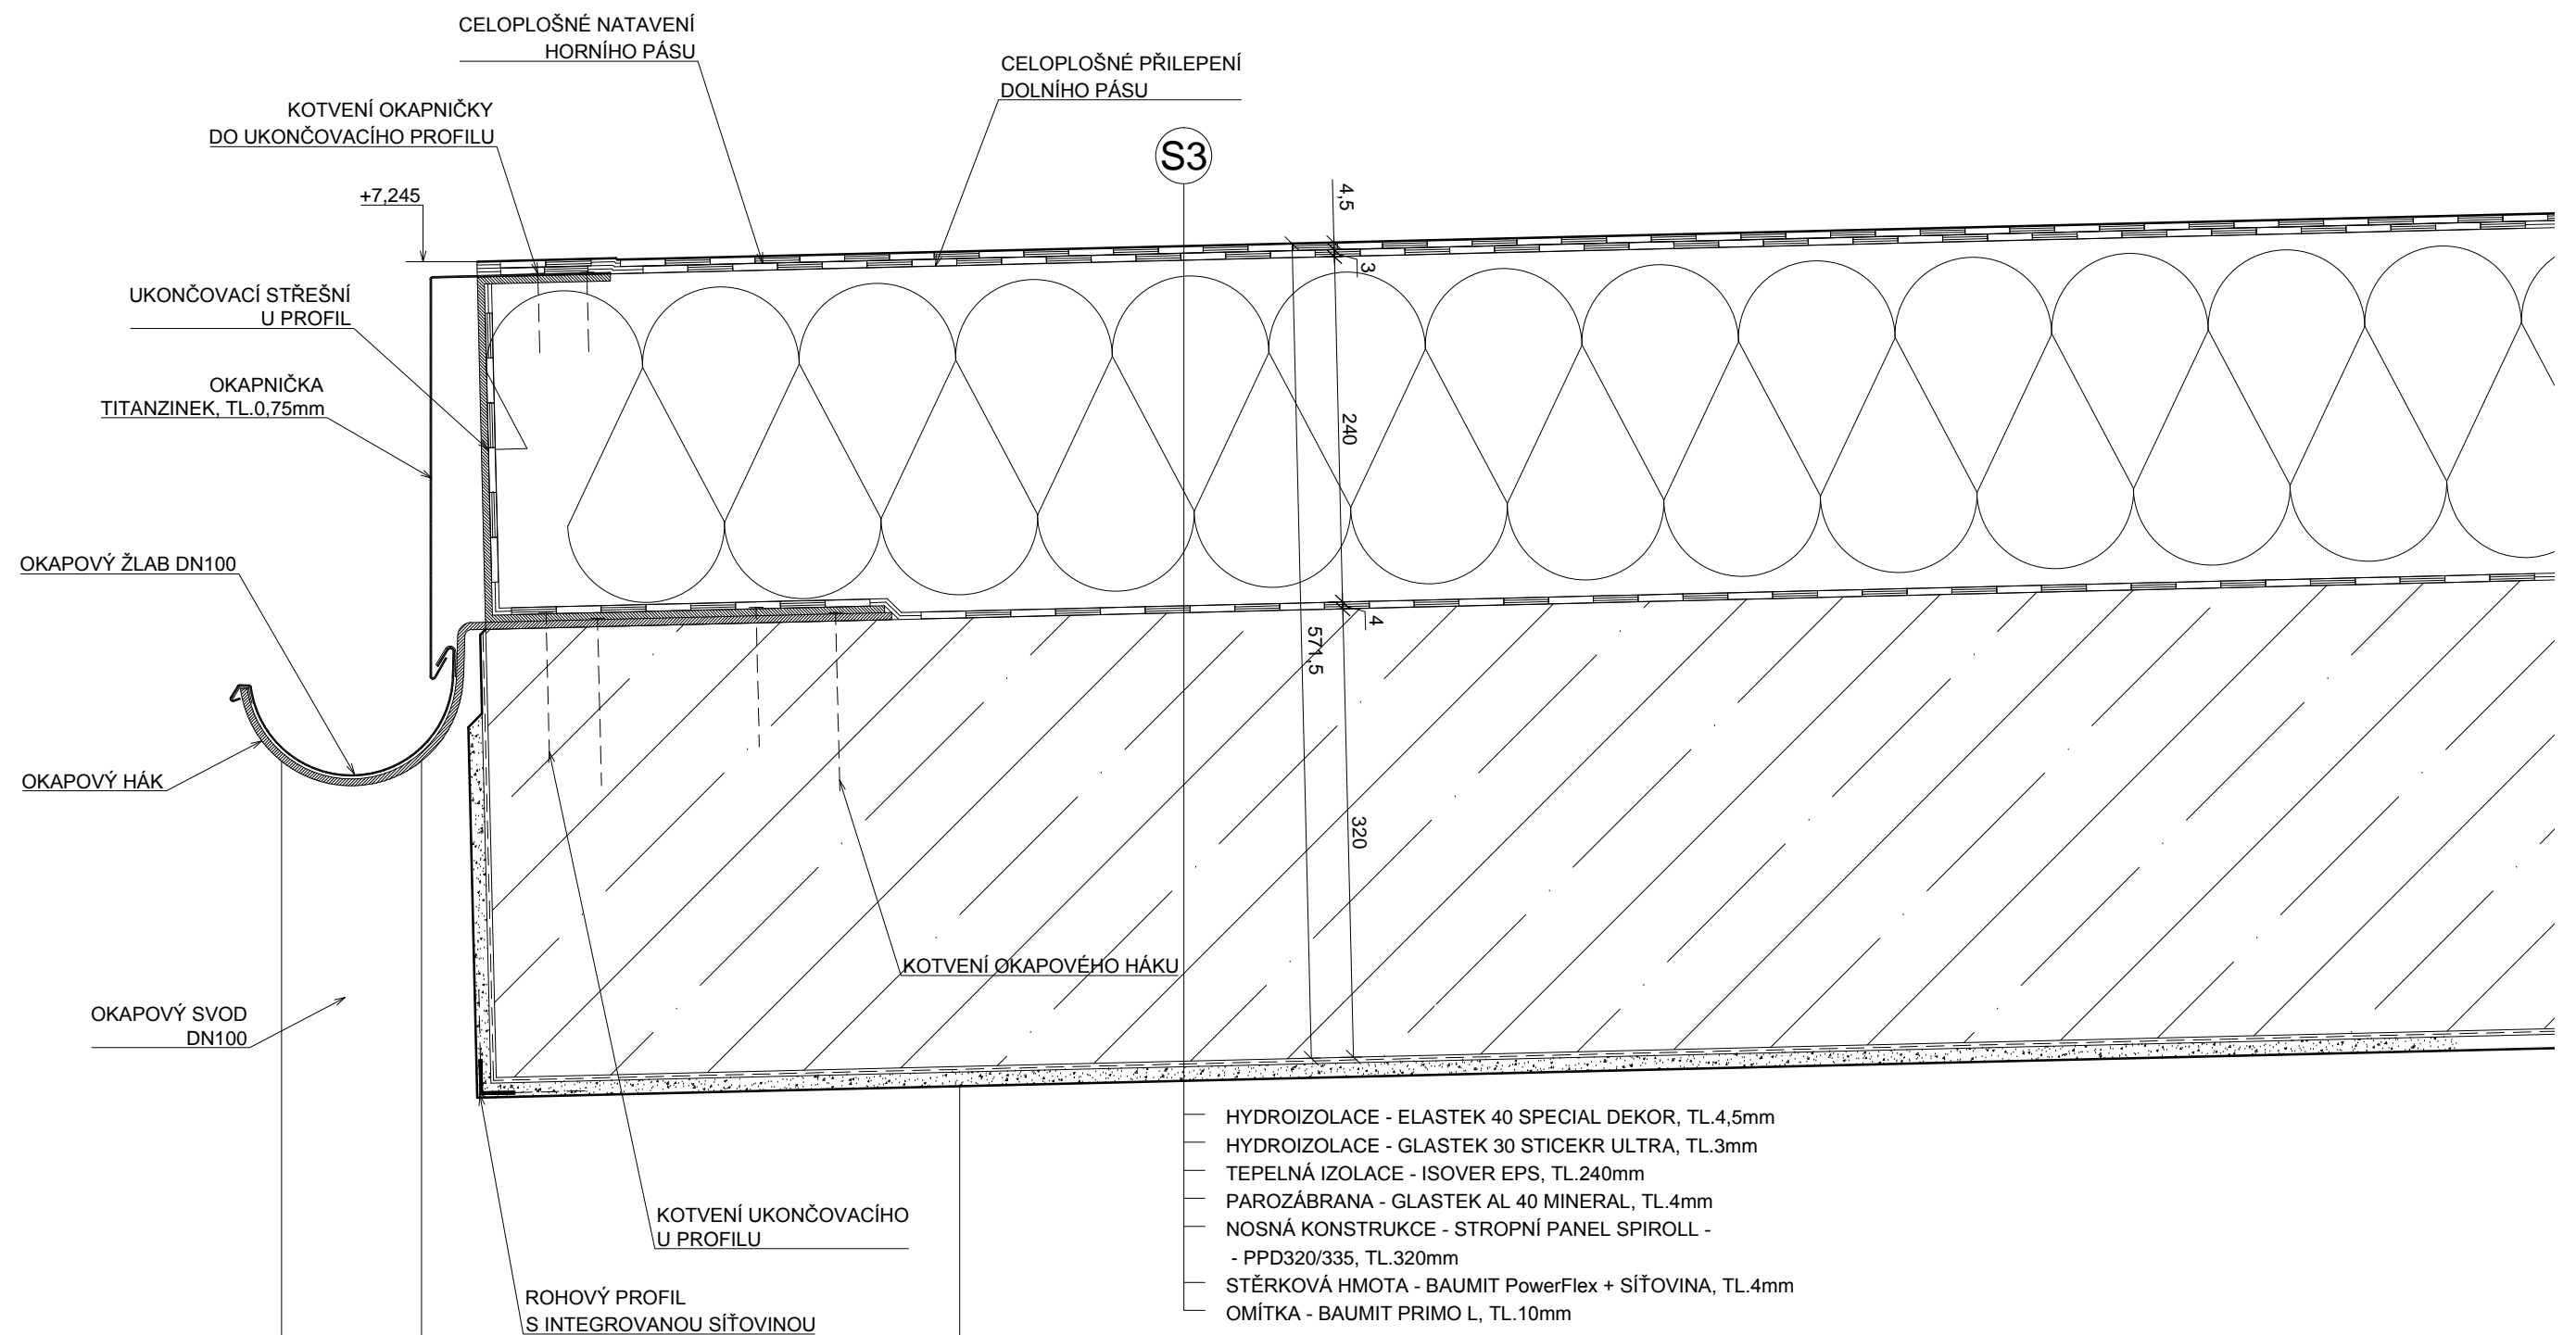 CELOPLOŠNÉ NATAVENÍ
HORNÍHO PÁSU
CELOPLOŠNÉ PŘILEPENÍ
DOLNÍHO PÁSU
KOTVENÍ OKAPNIČKY
DO UKONČOVACÍHO PROFILU
S3
+7,245
4,5
3
UKONČOVACÍ STŘEŠNÍ
U PROFIL
OKAPNIČKA
TITANZINEK, TL.0,75mm
240
OKAPOVÝ ŽLAB DN100
4
571,5
OKAPOVÝ HÁK
320
KOTVENÍ OKAPOVÉHO HÁKU
OKAPOVÝ SVOD
DN100
HYDROIZOLACE - ELASTEK 40 SPECIAL DEKOR, TL.4,5mm
HYDROIZOLACE - GLASTEK 30 STICEKR ULTRA, TL.3mm
TEPELNÁ IZOLACE - ISOVER EPS, TL.240mm
PAROZÁBRANA - GLASTEK AL 40 MINERAL, TL.4mm
NOSNÁ KONSTRUKCE - STROPNÍ PANEL SPIROLL -
- PPD320/335, TL.320mm
STĚRKOVÁ HMOTA - BAUMIT PowerFlex + SÍŤOVINA, TL.4mm
OMÍTKA - BAUMIT PRIMO L, TL.10mm
KOTVENÍ UKONČOVACÍHO
U PROFILU
ROHOVÝ PROFIL
S INTEGROVANOU SÍŤOVINOU